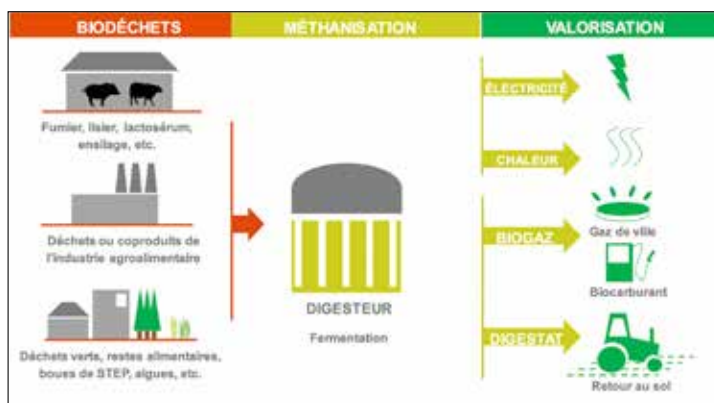 BIODÉCHETS
MÉTHANISATION
VALORISATION
Fumier, lisier, lactosérum,
ensilage, etc.
Déchets ou coproduits de
l'industrie agroalimentaire
Déchets verts, restes alimentaires,
boues de STEP, algues, etc.
DIGESTEUR
Fermentation
ÉLECTRICITÉ
CHALEUR
BIOGAZ
Gaz de ville
Biocarburant
DIGESTAT
Retour au sol